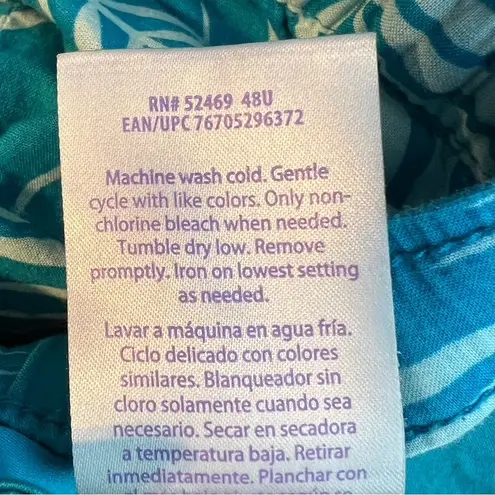 RN# 52469 48U
EAN/UPC 76705296372
Machine wash cold. Gentle
cycle with like colors. Only non-
chlorine bleach when needed.
Tumble dry low. Remove
promptly. Iron on lowest setting
as needed.
Lavar a máquina en agua fría.
Ciclo delicado con colores
similares. Blanqueador sin
cloro solamente cuando sea
necesario. Secar en secadora
a temperatura baja. Retirar
inmediatamente. Planchar con